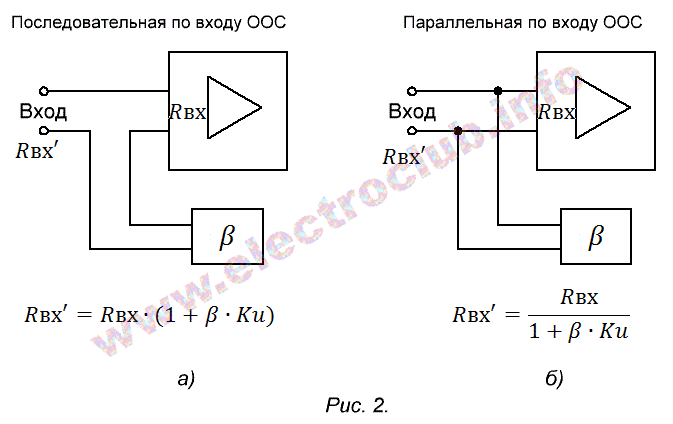 Последовательная по входу ООС
Параллельная по входу ООС
Вход
Rвх′
Rвх
β
Вход
Rвх′
Rвх
β
Rвх′ = Rвх·(1 + β · Ku)
Rвх′ = Rвх / 1 + β · Ku
а)
б)
Рис. 2.
www.electroclub.info